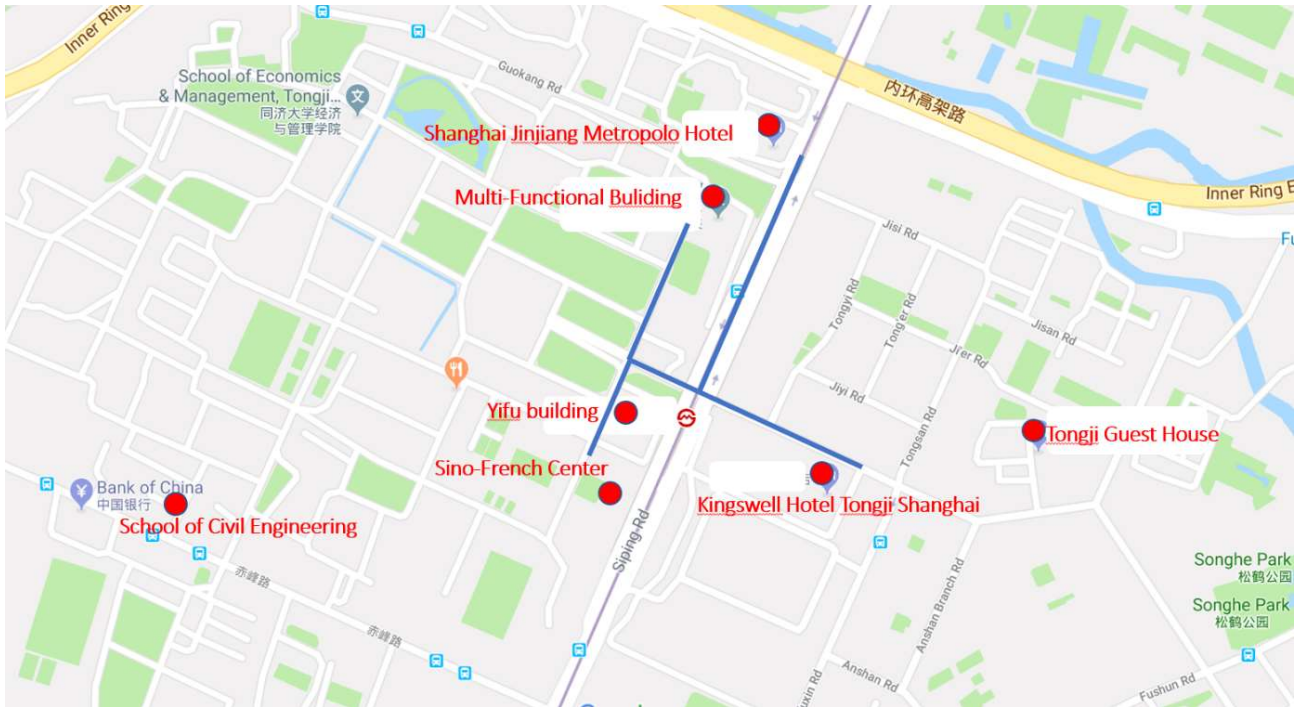 Inner Ring
Guokang Rd
School of Economics
& Management, Tongji...
同济大学经济
与管理学院
内环高架路
Shanghai Jinjiang Metropolo Hotel
Multi-Functional Buliding
Inner Ring E
Jisi Rd
Fu
Tongyi Rd
Tong'er Rd
Jisan Rd
Ji'er Rd
Jiyi Rd
Yifu building
Tongsan Rd
Tongji Guest House
Sino-French Center
Bank of China
中国银行
School of Civil Engineering
Kingswell Hotel Tongji Shanghai
Siping Rd
赤峰路
赤峰路
Anshan Branch Rd
Songhe Park
松鹤公园
Songhe Park
松鹤公园
Anshan Rd
Fushun Rd
uxin Rd